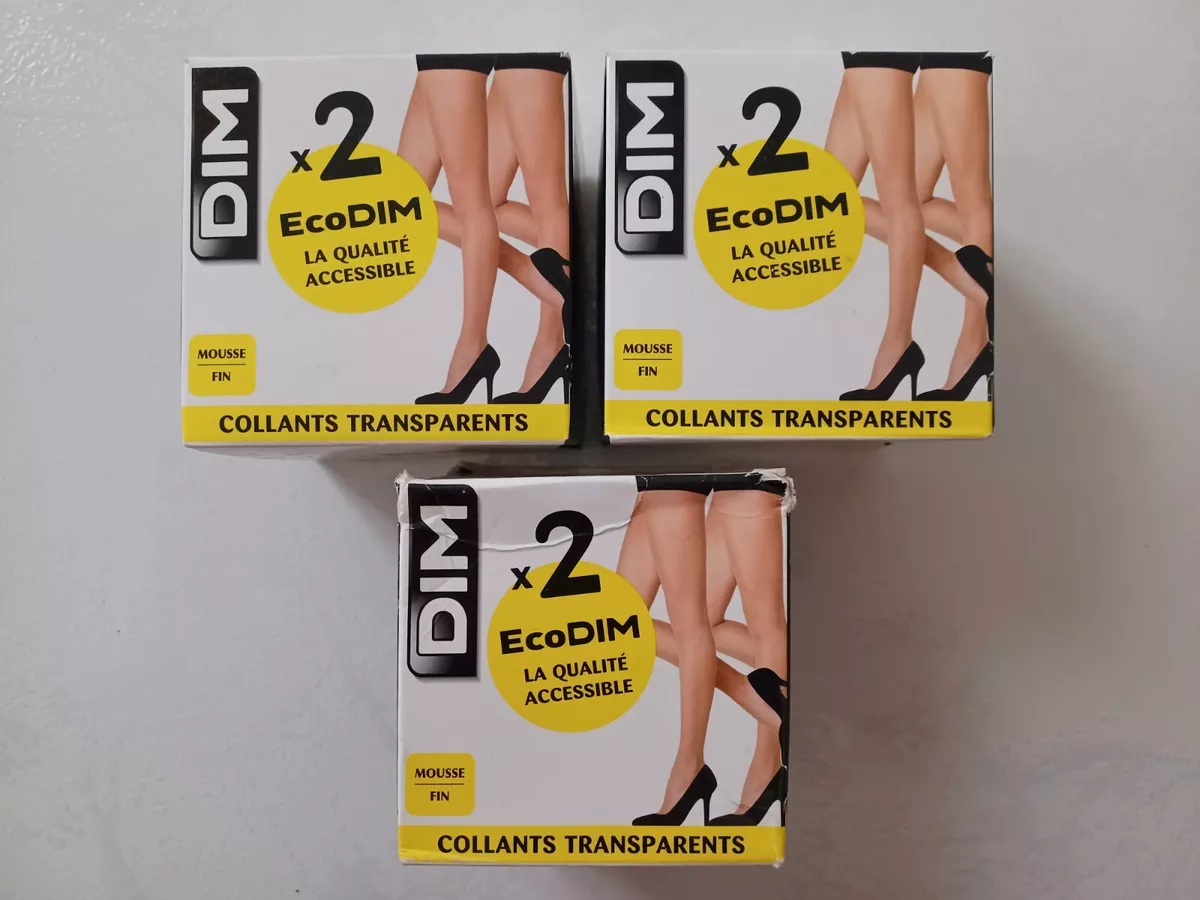 DIM
x2
EcoDIM
LA QUALITÉ
ACCESSIBLE
MOUSSE
FIN
COLLANTS TRANSPARENTS
DIM
x2
EcoDIM
LA QUALITÉ
ACCESSIBLE
MOUSSE
FIN
COLLANTS TRANSPARENTS
DIM
x2
EcoDIM
LA QUALITÉ
ACCESSIBLE
MOUSSE
FIN
COLLANTS TRANSPARENTS